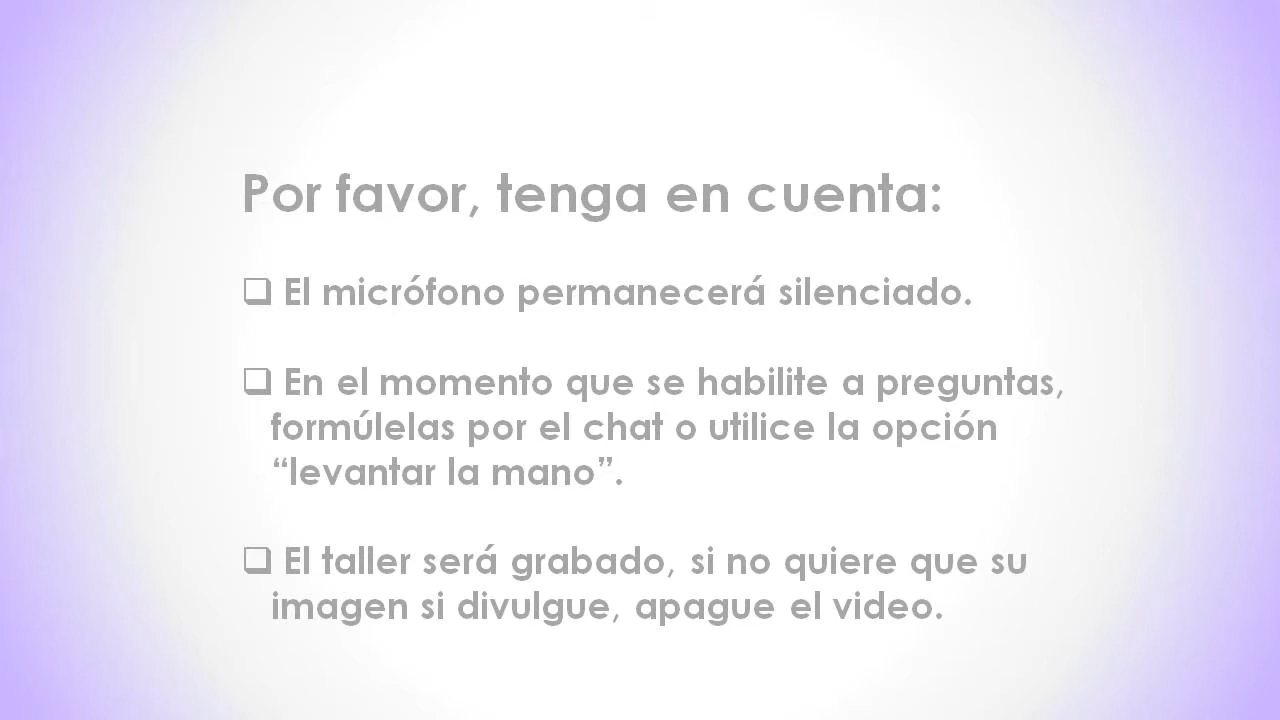 Por favor, tenga en cuenta:
❑ El micrófono permanecerá silenciado.
❑ En el momento que se habilite a preguntas,
formúlelas por el chat o utilice la opción
“levantar la mano”.
❑ El taller será grabado, si no quiere que su
imagen si divulgue, apague el video.